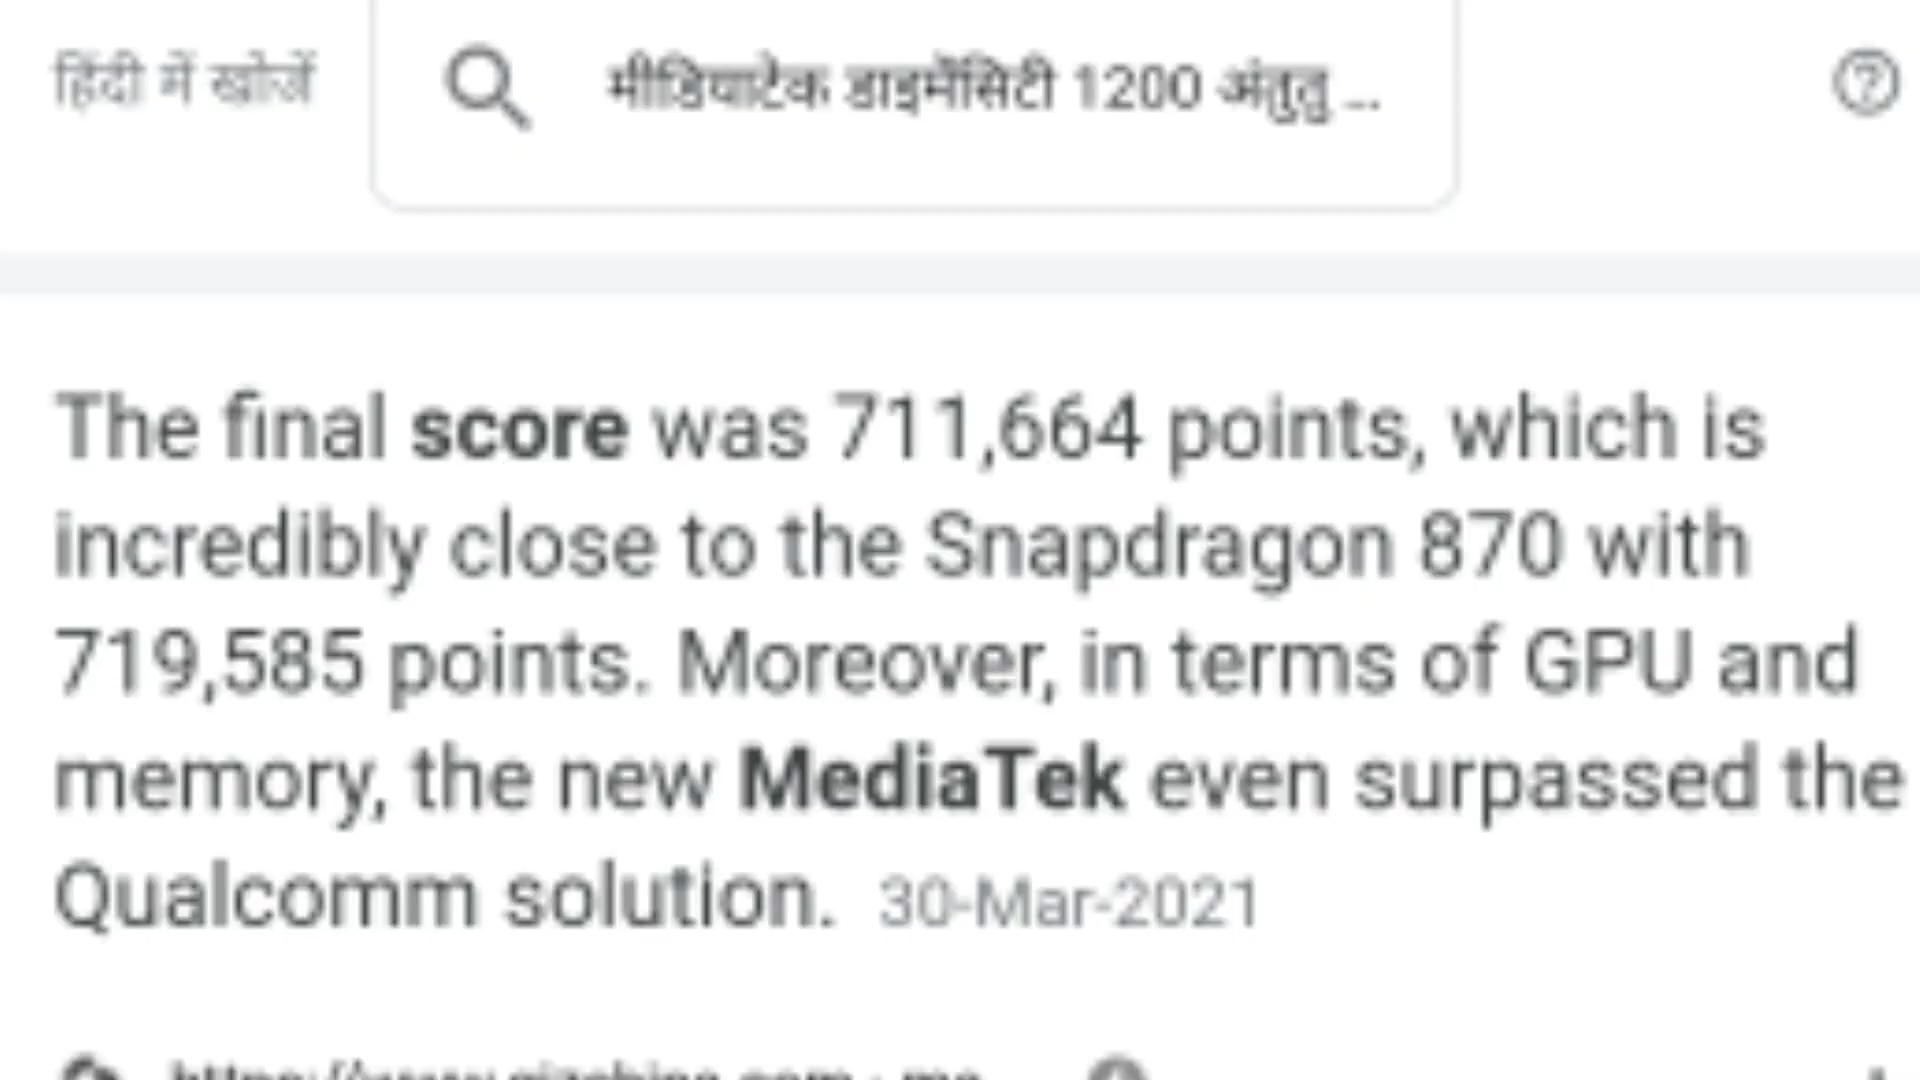 हिंदी में खोजें
मीडियाटेक डाइमेंसिटी 1200 अंतुतु ...
The final score was 711,664 points, which is
incredibly close to the Snapdragon 870 with
719,585 points. Moreover, in terms of GPU and
memory, the new MediaTek even surpassed the
Qualcomm solution. 30-Mar-2021